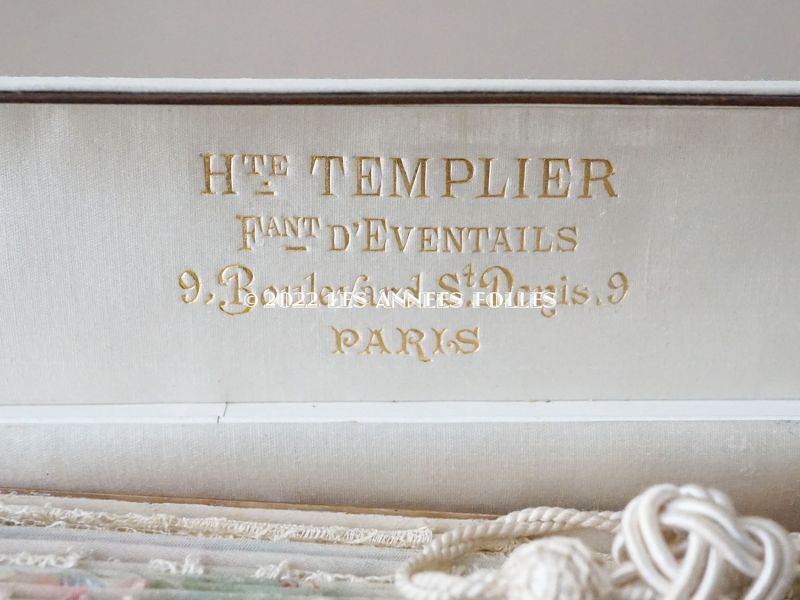 HTE TEMPLIER
FANT D'EVENTAILS
9, Boulevard St. Denis, 9
© 2022 LES ANNEES FOLLES
PARIS